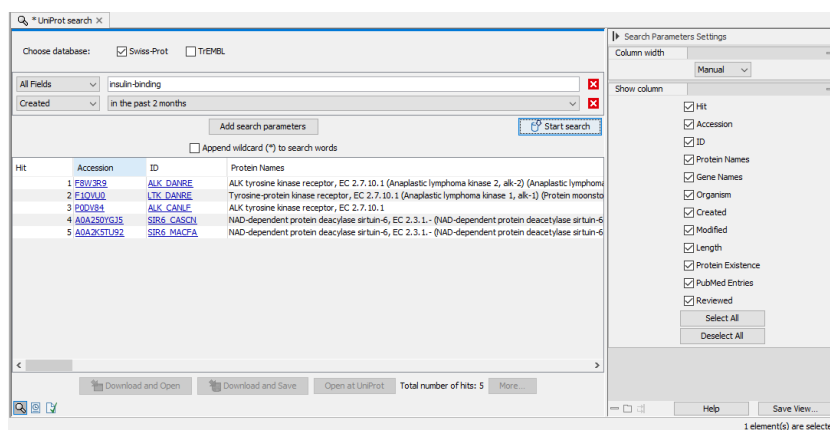 * UniProt search ×
Choose database: Swiss-Prot TrEMBL
All Fields insulin-binding
Created in the past 2 months
Add search parameters Start search
Append wildcard (*) to search words
Hit Accession ID Protein Names
1 F8W3R9 ALK_DANRE ALK tyrosine kinase receptor, EC 2.7.10.1 (Anaplastic lymphoma kinase 2, alk-2) (Anaplastic lymphoma
2 F1QVU0 LTK_DANRE Tyrosine-protein kinase receptor, EC 2.7.10.1 (Anaplastic lymphoma kinase 1, alk-1) (Protein moonsto
3 P0DV84 ALK_CANLF ALK tyrosine kinase receptor, EC 2.7.10.1
4 A0A250YGJ5 SIR6_CASCN NAD-dependent protein deacylase sirtuin-6, EC 2.3.1.- (NAD-dependent protein deacetylase sirtuin-6
5 A0A2K5TU92 SIR6_MACFA NAD-dependent protein deacylase sirtuin-6, EC 2.3.1.- (NAD-dependent protein deacetylase sirtuin-6
Download and Open Download and Save Open at UniProt Total number of hits: 5 More...
Search Parameters Settings
Column width
Manual
Show column
Hit
Accession
ID
Protein Names
Gene Names
Organism
Created
Modified
Length
Protein Existence
PubMed Entries
Reviewed
Select All
Deselect All
Help Save View...
1 element(s) are selecte